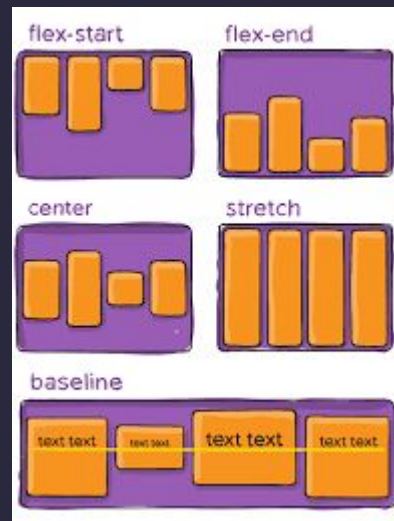 flex-start
flex-end
center
stretch
baseline
text text
text text
text text
text text